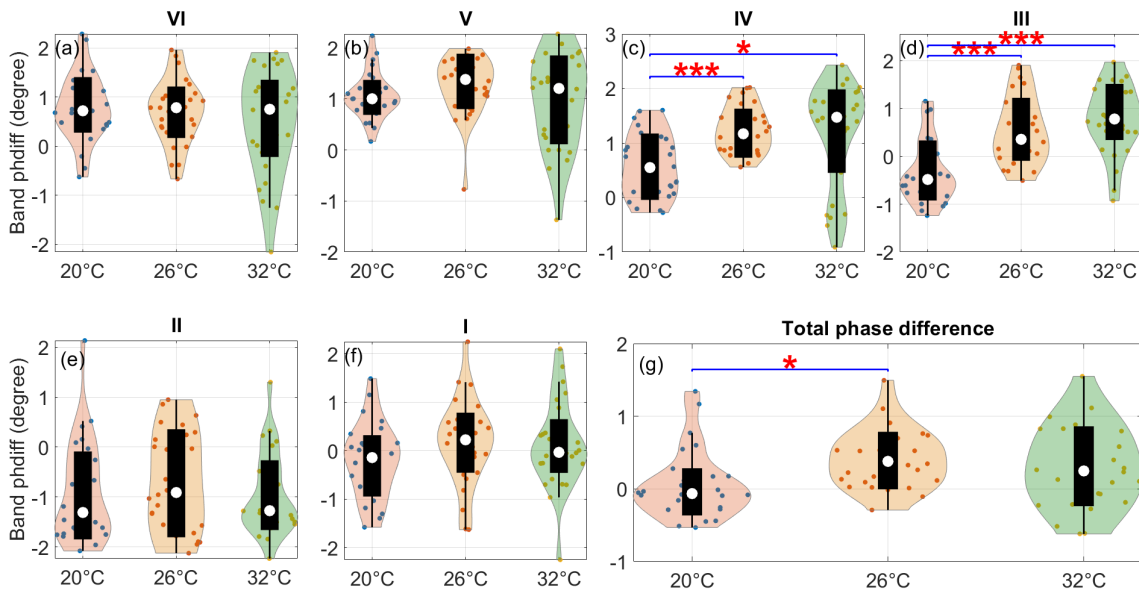 VI
V
IV
III
(a)
(b)
(c)
(d)
*
***
***
***
Band phdiff (degree)
2
1
0
-1
-2
2
1
0
-1
-2
3
2
1
0
-1
2
1
0
-1
-2
20°C 26°C 32°C
20°C 26°C 32°C
20°C 26°C 32°C
20°C 26°C 32°C
II
I
Total phase difference
(e)
(f)
(g)
*
Band phdiff (degree)
2
1
0
-1
-2
2
1
0
-1
-2
2
1
0
-1
20°C 26°C 32°C
20°C 26°C 32°C
20°C 26°C 32°C